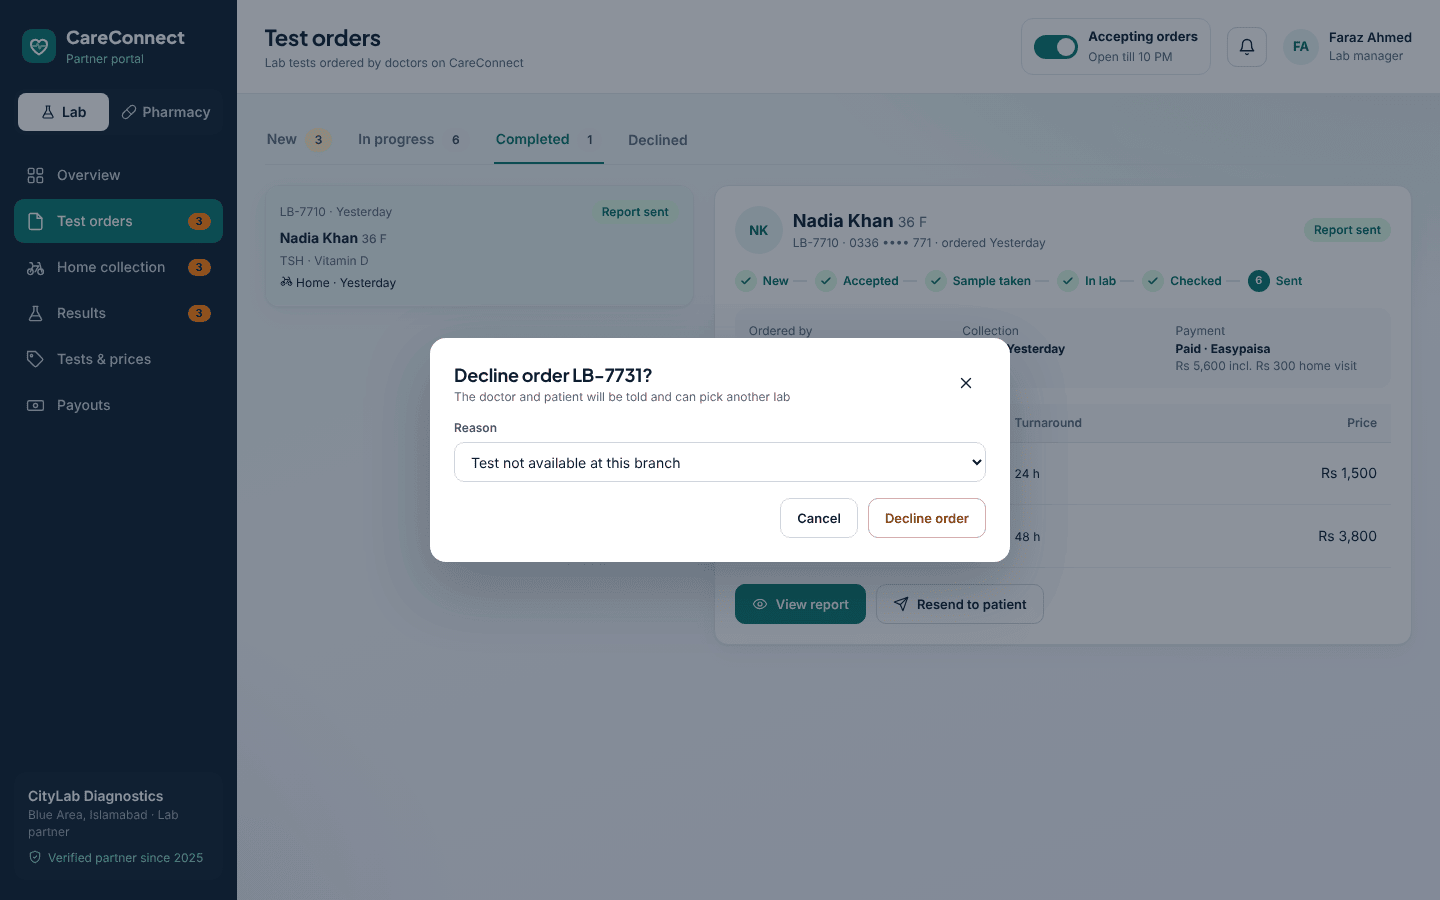 CareConnect
Partner portal
Lab
Pharmacy
Overview
Test orders 3
Home collection 3
Results 3
Tests & prices
Payouts
CityLab Diagnostics
Blue Area, Islamabad · Lab
partner
Verified partner since 2025
Test orders
Lab tests ordered by doctors on CareConnect
Accepting orders
Open till 10 PM
FA
Faraz Ahmed
Lab manager
New 3
In progress 6
Completed 1
Declined
LB-7710 · Yesterday
Report sent
Nadia Khan 36 F
TSH · Vitamin D
Home · Yesterday
NK
Nadia Khan 36 F
LB-7710 · 0336 •••• 771 · ordered Yesterday
Report sent
New
Accepted
Sample taken
In lab
Checked
6 Sent
Ordered by
Collection
Yesterday
Payment
Paid · Easypaisa
Rs 5,600 incl. Rs 300 home visit
Turnaround
Price
24 h
Rs 1,500
48 h
Rs 3,800
View report
Resend to patient
Decline order LB-7731?
The doctor and patient will be told and can pick another lab
Reason
Test not available at this branch
Cancel
Decline order